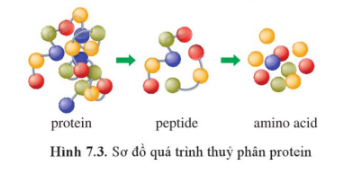 protein peptide amino acid
Hình 7.3. Sơ đồ quá trình thuỷ phân protein